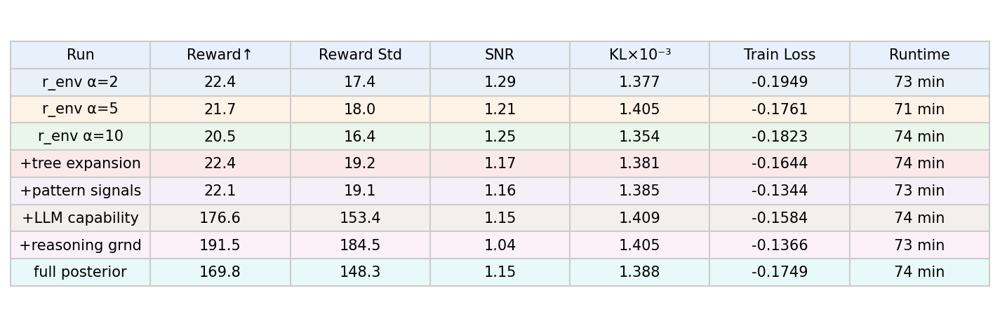 Run Reward↑ Reward Std SNR KL×10⁻³ Train Loss Runtime
r_env α=2 22.4 17.4 1.29 1.377 -0.1949 73 min
r_env α=5 21.7 18.0 1.21 1.405 -0.1761 71 min
r_env α=10 20.5 16.4 1.25 1.354 -0.1823 74 min
+tree expansion 22.4 19.2 1.17 1.381 -0.1644 74 min
+pattern signals 22.1 19.1 1.16 1.385 -0.1344 73 min
+LLM capability 176.6 153.4 1.15 1.409 -0.1584 74 min
+reasoning grnd 191.5 184.5 1.04 1.405 -0.1366 73 min
full posterior 169.8 148.3 1.15 1.388 -0.1749 74 min